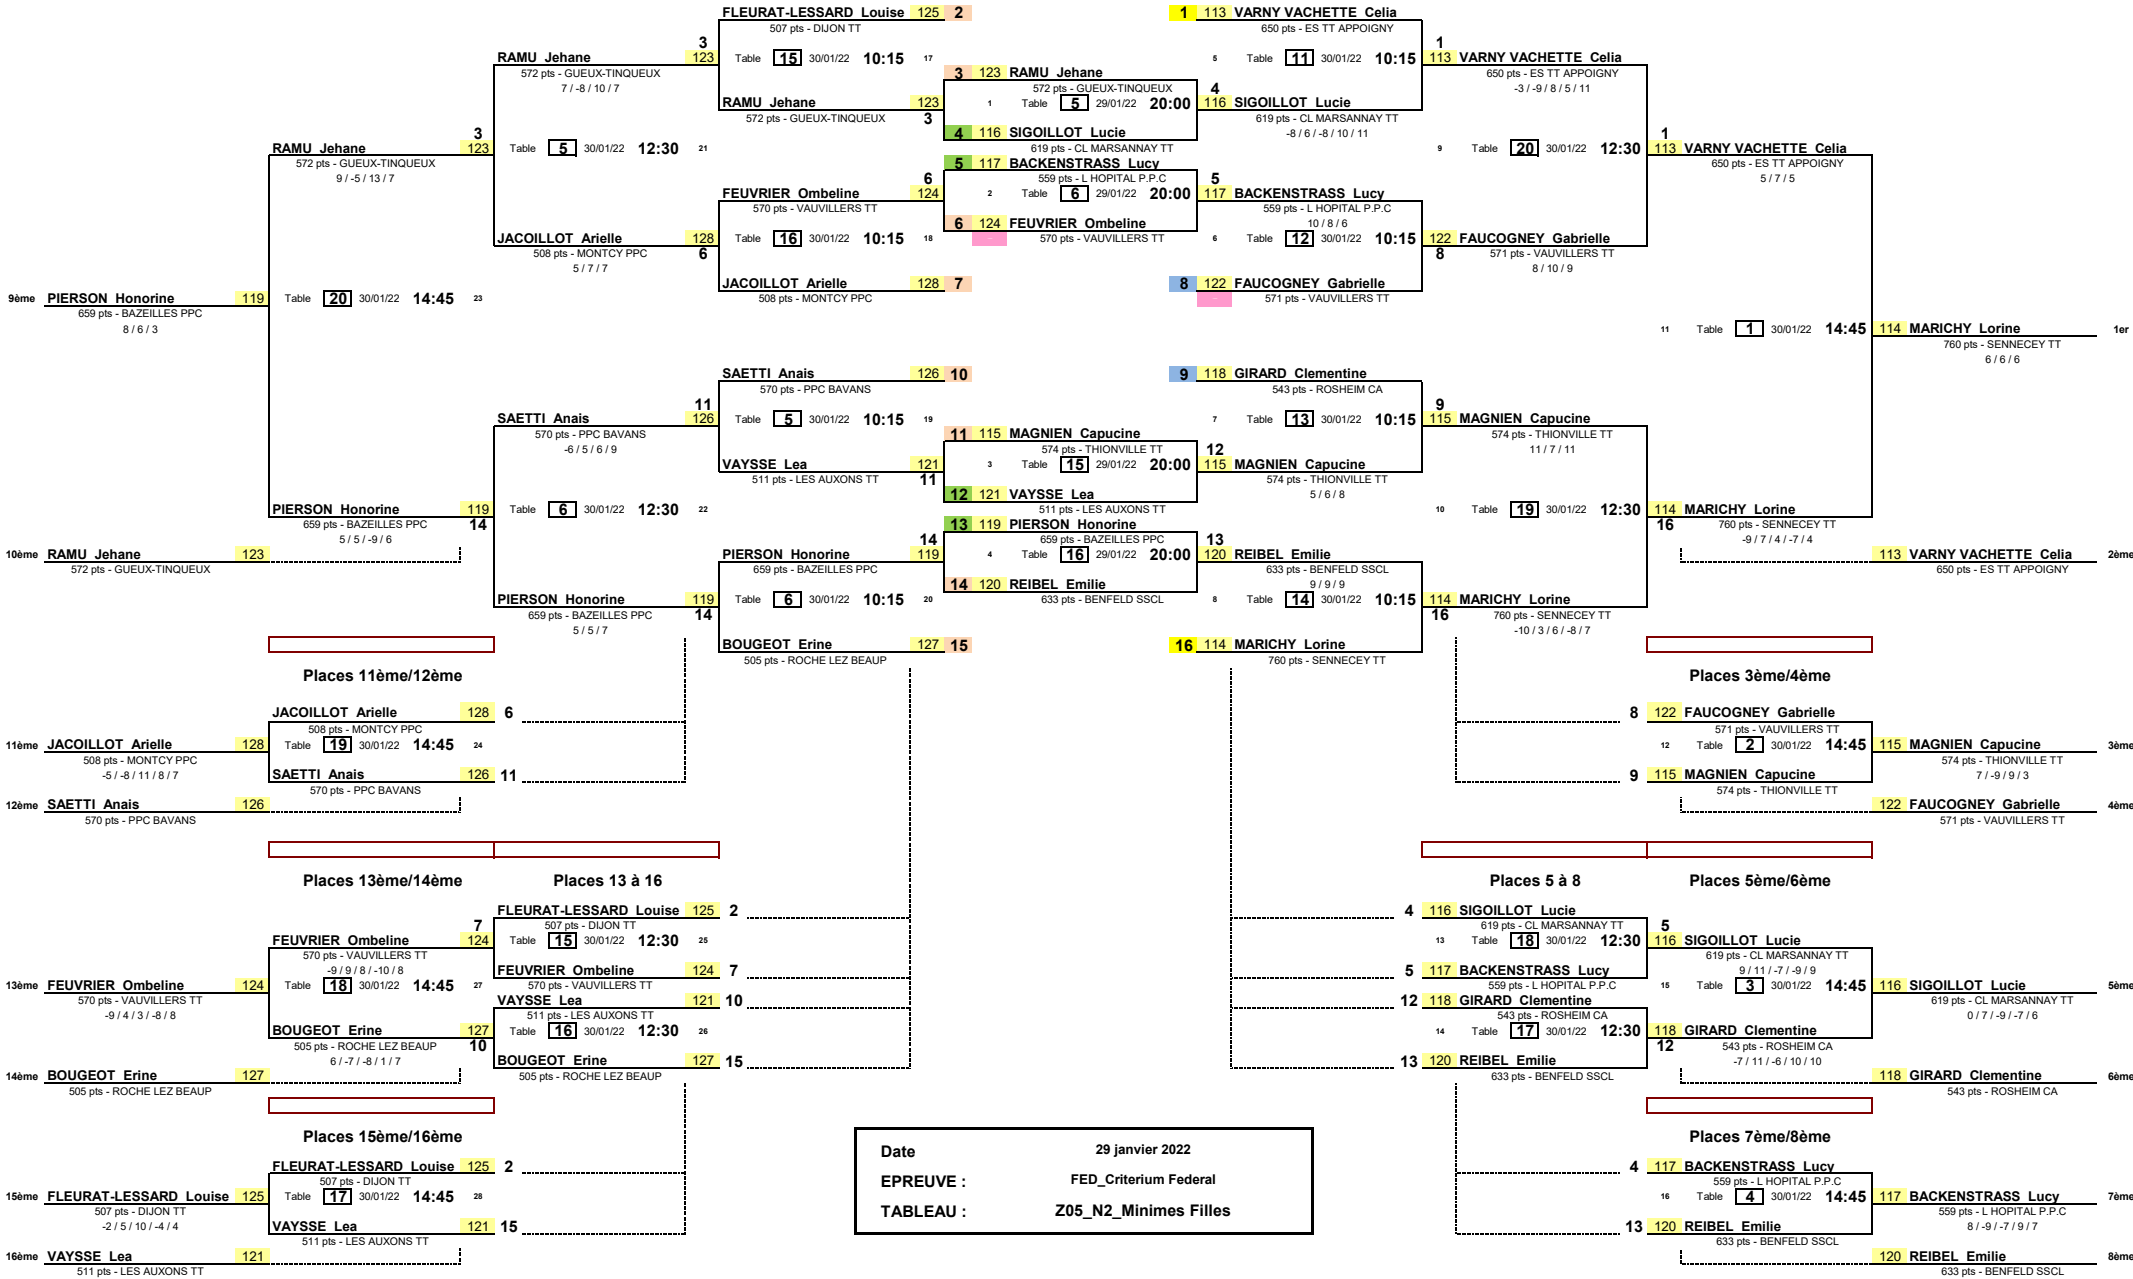 FLEURAT-LESSARD Louise 125 2
507 pts - DIJON TT
1 113 VARNY VACHETTE Celia
650 pts - ES TT APPOIGNY
3
RAMU Jehane 123
572 pts - GUEUX-TINQUEUX
7 / -8 / 10 / 7
Table 15 30/01/22 10:15 17
5 Table 11 30/01/22 10:15
1
113 VARNY VACHETTE Celia
650 pts - ES TT APPOIGNY
-3 / -9 / 8 / 5 / 11
3 123 RAMU Jehane
572 pts - GUEUX-TINQUEUX
RAMU Jehane 123
572 pts - GUEUX-TINQUEUX 3
1 Table 5 29/01/22 20:00
4
116 SIGOILLOT Lucie
619 pts - CL MARSANNAY TT
-8 / 6 / -8 / 10 / 11
4 116 SIGOILLOT Lucie
619 pts - CL MARSANNAY TT
3
RAMU Jehane 123
572 pts - GUEUX-TINQUEUX
9 / -5 / 13 / 7
Table 5 30/01/22 12:30 21
9 Table 20 30/01/22 12:30
1
113 VARNY VACHETTE Celia
650 pts - ES TT APPOIGNY
5 / 7 / 5
5 117 BACKENSTRASS Lucy
559 pts - L HOPITAL P.P.C
6
FEUVRIER Ombeline 124
570 pts - VAUVILLERS TT
2 Table 6 29/01/22 20:00
5
117 BACKENSTRASS Lucy
559 pts - L HOPITAL P.P.C
10 / 8 / 6
6 124 FEUVRIER Ombeline
570 pts - VAUVILLERS TT
JACOILLOT Arielle 128
508 pts - MONTCY PPC 6
5 / 7 / 7
Table 16 30/01/22 10:15 18
6 Table 12 30/01/22 10:15
122 FAUCOGNEY Gabrielle
8 571 pts - VAUVILLERS TT
8 / 10 / 9
JACOILLOT Arielle 128 7
508 pts - MONTCY PPC
8 122 FAUCOGNEY Gabrielle
571 pts - VAUVILLERS TT
9ème PIERSON Honorine 119
659 pts - BAZEILLES PPC
8 / 6 / 3
Table 20 30/01/22 14:45 23
11 Table 1 30/01/22 14:45
114 MARICHY Lorine 1er
760 pts - SENNECEY TT
6 / 6 / 6
SAETTI Anais 126 10
570 pts - PPC BAVANS
9 118 GIRARD Clementine
543 pts - ROSHEIM CA
11
SAETTI Anais 126
570 pts - PPC BAVANS
-6 / 5 / 6 / 9
Table 5 30/01/22 10:15 19
7 Table 13 30/01/22 10:15
9
115 MAGNIEN Capucine
574 pts - THIONVILLE TT
11 / 7 / 11
11 115 MAGNIEN Capucine
574 pts - THIONVILLE TT
VAYSSE Lea 121
511 pts - LES AUXONS TT 11
3 Table 15 29/01/22 20:00
12
115 MAGNIEN Capucine
574 pts - THIONVILLE TT
5 / 6 / 8
12 121 VAYSSE Lea
511 pts - LES AUXONS TT
PIERSON Honorine 119
659 pts - BAZEILLES PPC 14
5 / 5 / -9 / 6
Table 6 30/01/22 12:30 22
10 Table 19 30/01/22 12:30
114 MARICHY Lorine
16 760 pts - SENNECEY TT
-9 / 7 / 4 / -7 / 4
13 119 PIERSON Honorine
659 pts - BAZEILLES PPC
10ème RAMU Jehane 123
572 pts - GUEUX-TINQUEUX
14
PIERSON Honorine 119
659 pts - BAZEILLES PPC
4 Table 16 29/01/22 20:00
13
120 REIBEL Emilie
633 pts - BENFELD SSCL
9 / 9 / 9
113 VARNY VACHETTE Celia 2ème
650 pts - ES TT APPOIGNY
14 120 REIBEL Emilie
633 pts - BENFELD SSCL
PIERSON Honorine 119
659 pts - BAZEILLES PPC 14
5 / 5 / 7
Table 6 30/01/22 10:15 20
8 Table 14 30/01/22 10:15
114 MARICHY Lorine
16 760 pts - SENNECEY TT
-10 / 3 / 6 / -8 / 7
BOUGEOT Erine 127 15
505 pts - ROCHE LEZ BEAUP
16 114 MARICHY Lorine
760 pts - SENNECEY TT
Places 11ème/12ème
Places 3ème/4ème
JACOILLOT Arielle 128 6
508 pts - MONTCY PPC
8 122 FAUCOGNEY Gabrielle
571 pts - VAUVILLERS TT
11ème JACOILLOT Arielle 128
508 pts - MONTCY PPC
-5 / -8 / 11 / 8 / 7
Table 19 30/01/22 14:45 24
12 Table 2 30/01/22 14:45
115 MAGNIEN Capucine 3ème
574 pts - THIONVILLE TT
7 / -9 / 9 / 3
SAETTI Anais 126 11
570 pts - PPC BAVANS
9 115 MAGNIEN Capucine
574 pts - THIONVILLE TT
12ème SAETTI Anais 126
570 pts - PPC BAVANS
122 FAUCOGNEY Gabrielle 4ème
571 pts - VAUVILLERS TT
Places 13ème/14ème
Places 13 à 16
Places 5 à 8
Places 5ème/6ème
FLEURAT-LESSARD Louise 125 2
507 pts - DIJON TT
4 116 SIGOILLOT Lucie
619 pts - CL MARSANNAY TT
7
FEUVRIER Ombeline 124
570 pts - VAUVILLERS TT
-9 / 9 / 8 / -10 / 8
Table 15 30/01/22 12:30 25
13 Table 18 30/01/22 12:30
5
116 SIGOILLOT Lucie
619 pts - CL MARSANNAY TT
9 / 11 / -7 / -9 / 9
FEUVRIER Ombeline 124 7
570 pts - VAUVILLERS TT
5 117 BACKENSTRASS Lucy
559 pts - L HOPITAL P.P.C
13ème FEUVRIER Ombeline 124
570 pts - VAUVILLERS TT
-9 / 4 / 3 / -8 / 8
Table 18 30/01/22 14:45 27
15 Table 3 30/01/22 14:45
116 SIGOILLOT Lucie 5ème
619 pts - CL MARSANNAY TT
0 / 7 / -9 / -7 / 6
VAYSSE Lea 121 10
511 pts - LES AUXONS TT
12 118 GIRARD Clementine
543 pts - ROSHEIM CA
BOUGEOT Erine 127
505 pts - ROCHE LEZ BEAUP 10
6 / -7 / -8 / 1 / 7
Table 16 30/01/22 12:30 26
14 Table 17 30/01/22 12:30
118 GIRARD Clementine
12 543 pts - ROSHEIM CA
-7 / 11 / -6 / 10 / 10
BOUGEOT Erine 127 15
505 pts - ROCHE LEZ BEAUP
13 120 REIBEL Emilie
633 pts - BENFELD SSCL
14ème BOUGEOT Erine 127
505 pts - ROCHE LEZ BEAUP
118 GIRARD Clementine 6ème
543 pts - ROSHEIM CA
Places 15ème/16ème
Places 7ème/8ème
Date 29 janvier 2022
EPREUVE : FED_Criterium Federal
TABLEAU : Z05_N2_Minimes Filles
FLEURAT-LESSARD Louise 125 2
507 pts - DIJON TT
4 117 BACKENSTRASS Lucy
559 pts - L HOPITAL P.P.C
15ème FLEURAT-LESSARD Louise 125
507 pts - DIJON TT
-2 / 5 / 10 / -4 / 4
Table 17 30/01/22 14:45 28
16 Table 4 30/01/22 14:45
117 BACKENSTRASS Lucy 7ème
559 pts - L HOPITAL P.P.C
8 / -9 / -7 / 9 / 7
VAYSSE Lea 121 15
511 pts - LES AUXONS TT
13 120 REIBEL Emilie
633 pts - BENFELD SSCL
16ème VAYSSE Lea 121
511 pts - LES AUXONS TT
120 REIBEL Emilie 8ème
633 pts - BENFELD SSCL